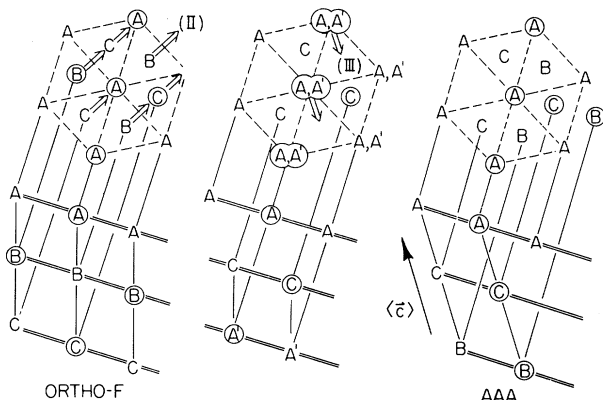 A (II)
A C
B B
A C A B C
A A
A A A
B B B
C C C
ORTHO-F
A,A'
C (III)
A,A' A,A'
C C
A,A' A,A'
A A A
C C
A' A'
A
A C B A
A C B
C B A
A
A A A
C C
⟨c⃗⟩
B B
AAA